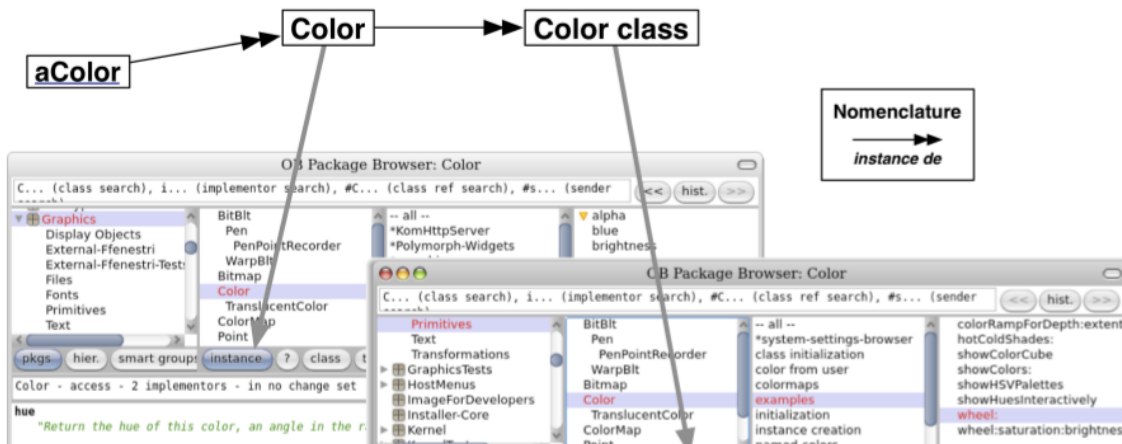 Color
Color class
aColor
Nomenclature
instance de
OB Package Browser: Color
C... (class search), i... (implementor search), #C... (class ref search), #s... (sender
<<
hist.
>>
Graphics
Display Objects
External-Ffenestri
External-Ffenestri-Tests
Files
Fonts
Primitives
Text
BitBlt
Pen
PenPointRecorder
WarpBlt
Bitmap
Color
TranslucentColor
ColorMap
Point
-- all --
*KomHttpServer
*Polymorph-Widgets
alpha
blue
brightness
pkgs
hier.
smart groups
instance
?
class
Color - access - 2 implementors - in no change set
hue
"Return the hue of this color, an angle in the
OB Package Browser: Color
C... (class search), i... (implementor search), #C... (class ref search), #s... (sender
<<
hist.
>>
Primitives
Text
Transformations
GraphicsTests
HostMenus
ImageForDevelopers
Installer-Core
Kernel
BitBlt
Pen
PenPointRecorder
WarpBlt
Bitmap
Color
TranslucentColor
ColorMap
Point
-- all --
*system-settings-browser
class initialization
color from user
colormaps
examples
initialization
instance creation
named colors
colorRampForDepth:extent
hotColdShades:
showColorCube
showColors:
showHSVPalettes
showHuesInteractively
wheel:
wheel:saturation:brightness